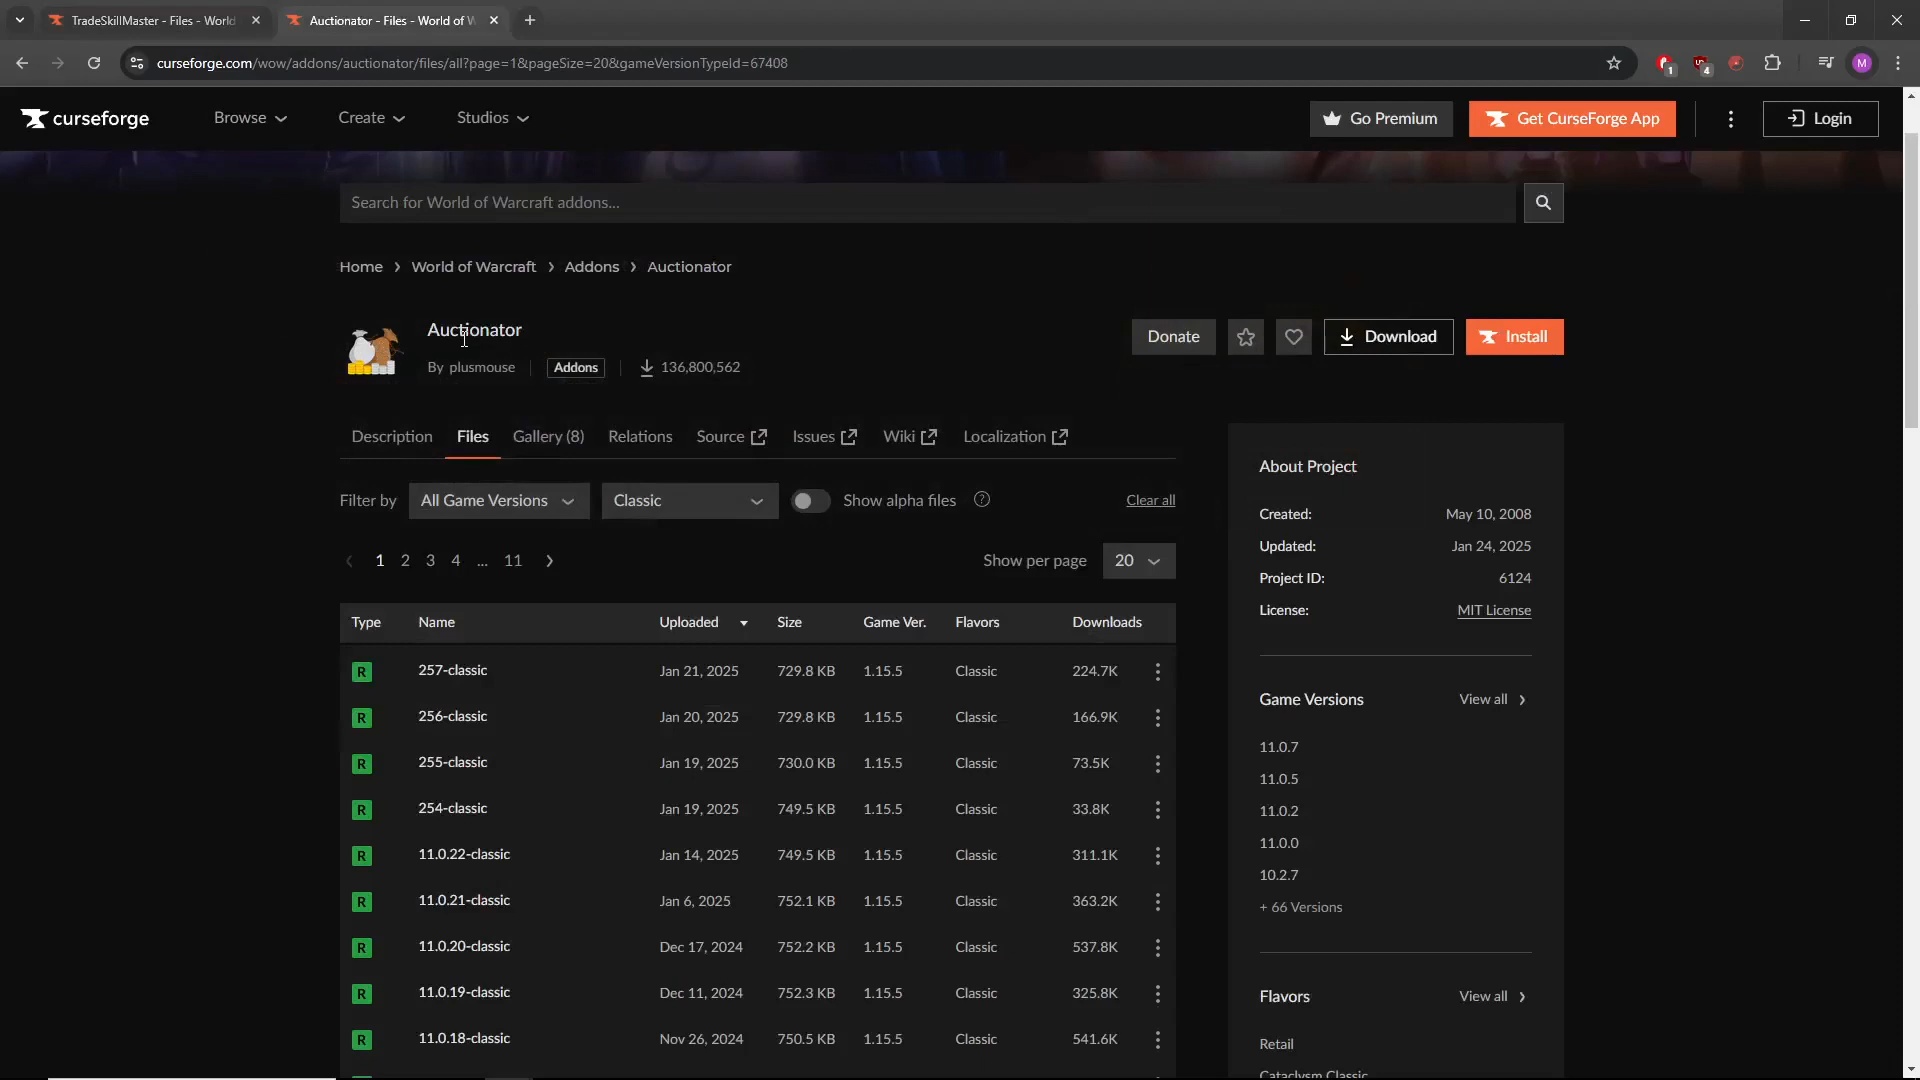 TradeSkillMaster - Files - World
Auctionator - Files - World of W
curseforge.com/wow/addons/auctionator/files/all?page=1&pageSize=20&gameVersionTypeId=67408
1
4
M
curseforge
Browse
Create
Studios
Go Premium
Get CurseForge App
Login
Search for World of Warcraft addons...
Home > World of Warcraft > Addons > Auctionator
Auctionator
By plusmouse
Addons
136,800,562
Donate
Download
Install
Description
Files
Gallery (8)
Relations
Source
Issues
Wiki
Localization
Filter by
All Game Versions
Classic
Show alpha files
Clear all
1 2 3 4 ... 11
Show per page
20
Type Name Uploaded Size Game Ver. Flavors Downloads
R 257-classic Jan 21, 2025 729.8 KB 1.15.5 Classic 224.7K
R 256-classic Jan 20, 2025 729.8 KB 1.15.5 Classic 166.9K
R 255-classic Jan 19, 2025 730.0 KB 1.15.5 Classic 73.5K
R 254-classic Jan 19, 2025 749.5 KB 1.15.5 Classic 33.8K
R 11.0.22-classic Jan 14, 2025 749.5 KB 1.15.5 Classic 311.1K
R 11.0.21-classic Jan 6, 2025 752.1 KB 1.15.5 Classic 363.2K
R 11.0.20-classic Dec 17, 2024 752.2 KB 1.15.5 Classic 537.8K
R 11.0.19-classic Dec 11, 2024 752.3 KB 1.15.5 Classic 325.8K
R 11.0.18-classic Nov 26, 2024 750.5 KB 1.15.5 Classic 541.6K
About Project
Created: May 10, 2008
Updated: Jan 24, 2025
Project ID: 6124
License: MIT License
Game Versions View all
11.0.7
11.0.5
11.0.2
11.0.0
10.2.7
+ 66 Versions
Flavors View all
Retail
Cataclysm Classic